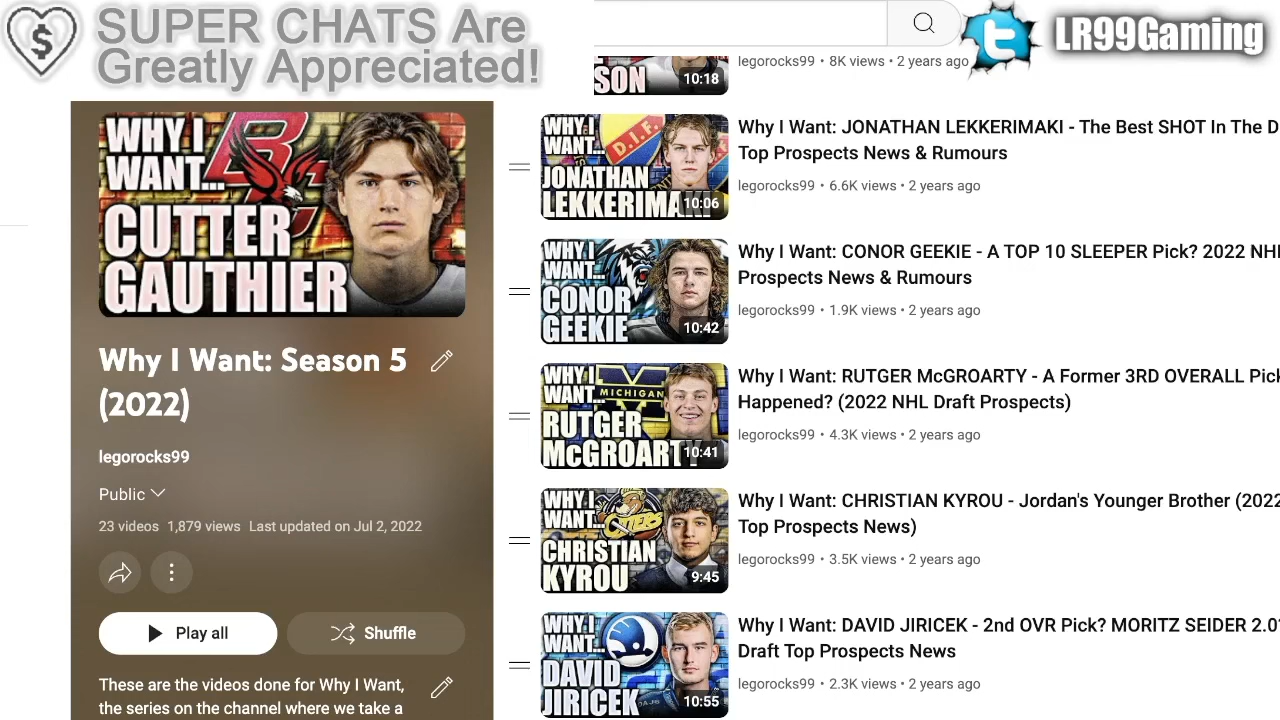 SUPER CHATS Are
Greatly Appreciated!
LR99Gaming
WHY I
WANT...
CUTTER
GAUTHIER
Why I Want: Season 5
(2022)
legorocks99
Public
23 videos 1,879 views Last updated on Jul 2, 2022
Play all
Shuffle
These are the videos done for Why I Want,
the series on the channel where we take a
SON
10:18
legorocks99 • 8K views • 2 years ago
WHY I
WANT...
D.I.F.
JONATHAN
LEKKERIMAKI
10:06
Why I Want: JONATHAN LEKKERIMAKI - The Best SHOT In The D
Top Prospects News & Rumours
legorocks99 • 6.6K views • 2 years ago
WHY I
WANT...
CONOR
GEEKIE
10:42
Why I Want: CONOR GEEKIE - A TOP 10 SLEEPER Pick? 2022 NHL
Prospects News & Rumours
legorocks99 • 1.9K views • 2 years ago
WHY I
WANT...
MICHIGAN
RUTGER
McGROARTY
10:41
Why I Want: RUTGER McGROARTY - A Former 3RD OVERALL Pick
Happened? (2022 NHL Draft Prospects)
legorocks99 • 4.3K views • 2 years ago
WHY I
WANT...
OTTERS
CHRISTIAN
KYROU
9:45
Why I Want: CHRISTIAN KYROU - Jordan's Younger Brother (2022
Top Prospects News)
legorocks99 • 3.5K views • 2 years ago
WHY I
WANT...
DAVID
JIRICEK
10:55
Why I Want: DAVID JIRICEK - 2nd OVR Pick? MORITZ SEIDER 2.0?
Draft Top Prospects News
legorocks99 • 2.3K views • 2 years ago